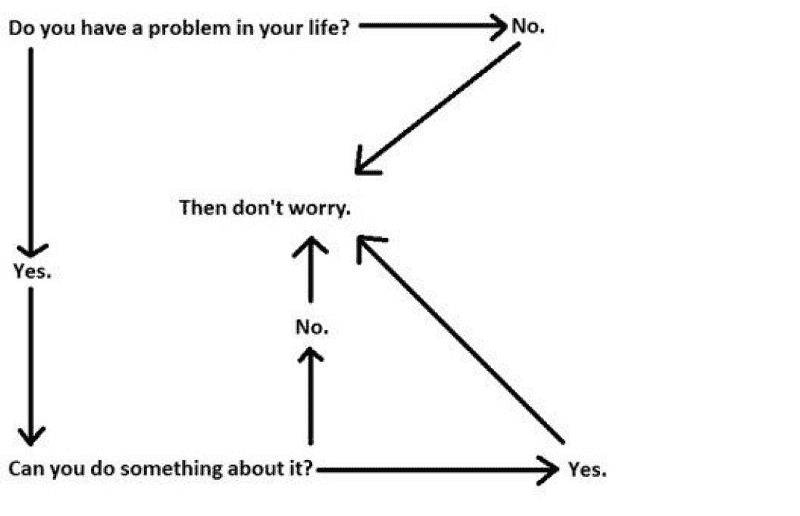 Do you have a problem in your life?
No.
Then don't worry.
Yes.
No.
Can you do something about it?
Yes.